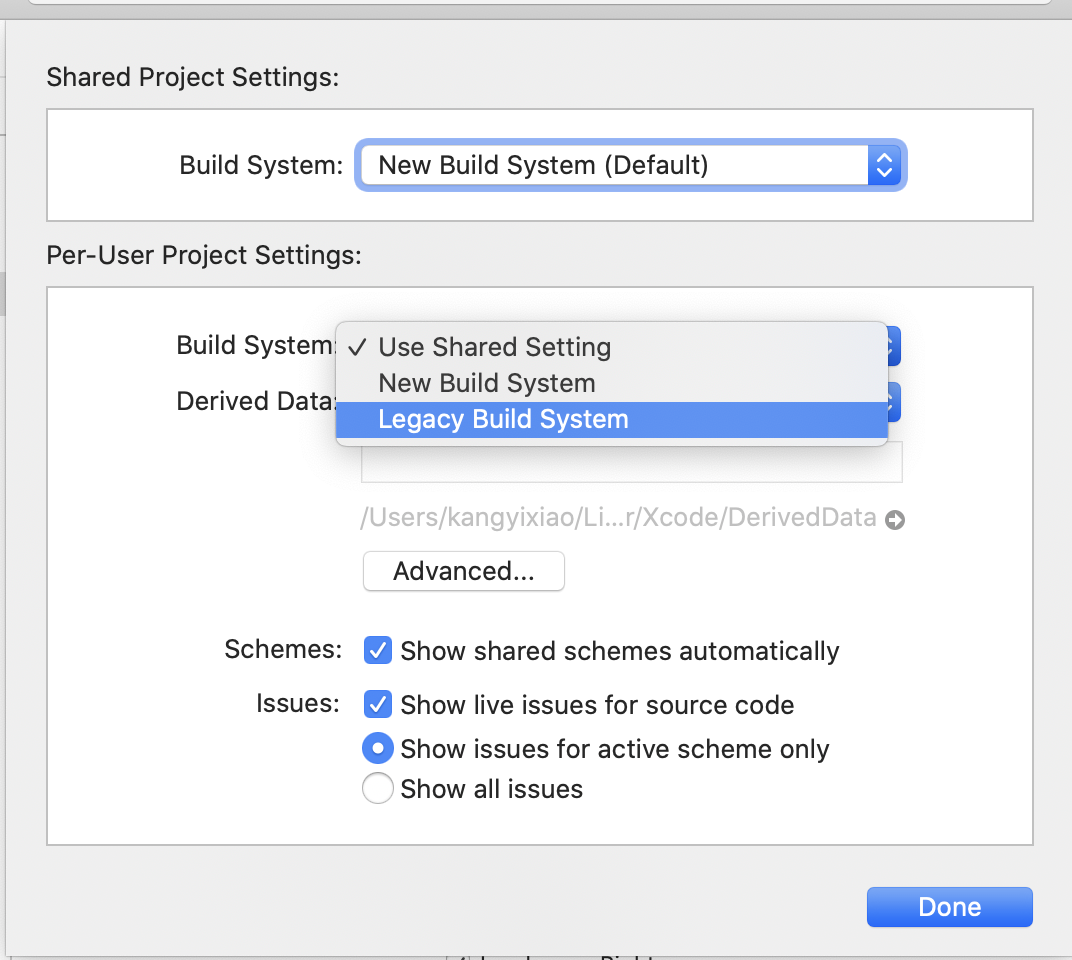 Shared Project Settings:
Build System: New Build System (Default)
Per-User Project Settings:
Build System: Use Shared Setting
New Build System
Derived Data:
Legacy Build System
/Users/kangyixiao/Li...r/Xcode/DerivedData
Advanced...
Schemes: Show shared schemes automatically
Issues: Show live issues for source code
Show issues for active scheme only
Show all issues
Done